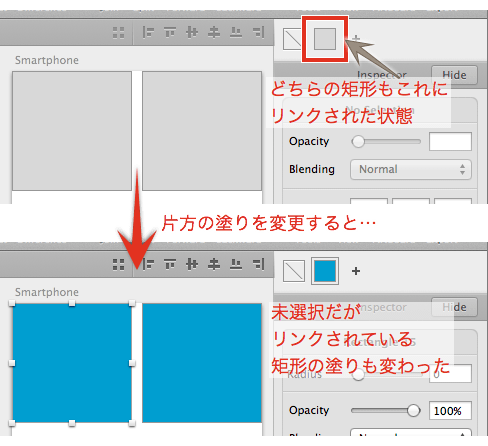 Smartphone
Inspector
Hide
どちらの矩形もこれに
リンクされた状態
No Selection
Opacity
Blending
Normal
片方の塗りを変更すると…
Smartphone
Inspector
Hide
未選択だが
リンクされている
矩形の塗りも変わった
Radius
0
Opacity
100%
Normal